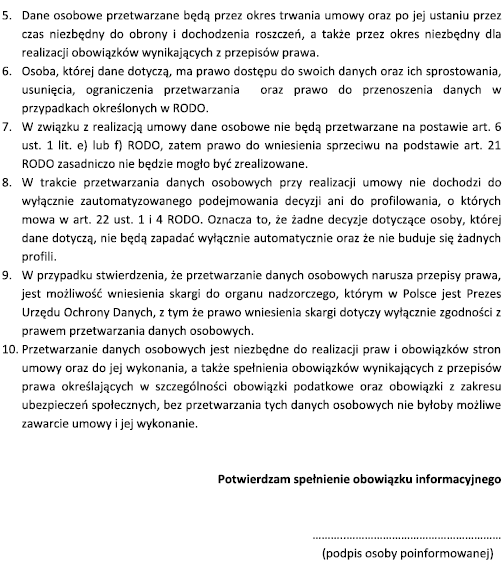 5. Dane osobowe przetwarzane będą przez okres trwania umowy oraz po jej ustaniu przez
czas niezbędny do obrony i dochodzenia roszczeń, a także przez okres niezbędny dla
realizacji obowiązków wynikających z przepisów prawa.
6. Osoba, której dane dotyczą, ma prawo dostępu do swoich danych oraz ich sprostowania,
usunięcia, ograniczenia przetwarzania oraz prawo do przenoszenia danych w
przypadkach określonych w RODO.
7. W związku z realizacją umowy dane osobowe nie będą przetwarzane na postawie art. 6
ust. 1 lit. e) lub f) RODO, zatem prawo do wniesienia sprzeciwu na podstawie art. 21
RODO zasadniczo nie będzie mogło być zrealizowane.
8. W trakcie przetwarzania danych osobowych przy realizacji umowy nie dochodzi do
wyłącznie zautomatyzowanego podejmowania decyzji ani do profilowania, o których
mowa w art. 22 ust. 1 i 4 RODO. Oznacza to, że żadne decyzje dotyczące osoby, której
dane dotyczą, nie będą zapadać wyłącznie automatycznie oraz że nie buduje się żadnych
profili.
9. W przypadku stwierdzenia, że przetwarzanie danych osobowych narusza przepisy prawa,
jest możliwość wniesienia skargi do organu nadzorczego, którym w Polsce jest Prezes
Urzędu Ochrony Danych, z tym że prawo wniesienia skargi dotyczy wyłącznie zgodności z
prawem przetwarzania danych osobowych.
10. Przetwarzanie danych osobowych jest niezbędne do realizacji praw i obowiązków stron
umowy oraz do jej wykonania, a także spełnienia obowiązków wynikających z przepisów
prawa określających w szczególności obowiązki podatkowe oraz obowiązki z zakresu
ubezpieczeń społecznych, bez przetwarzania tych danych osobowych nie byłoby możliwe
zawarcie umowy i jej wykonanie.
Potwierdzam spełnienie obowiązku informacyjnego
……………………………………………………
(podpis osoby poinformowanej)